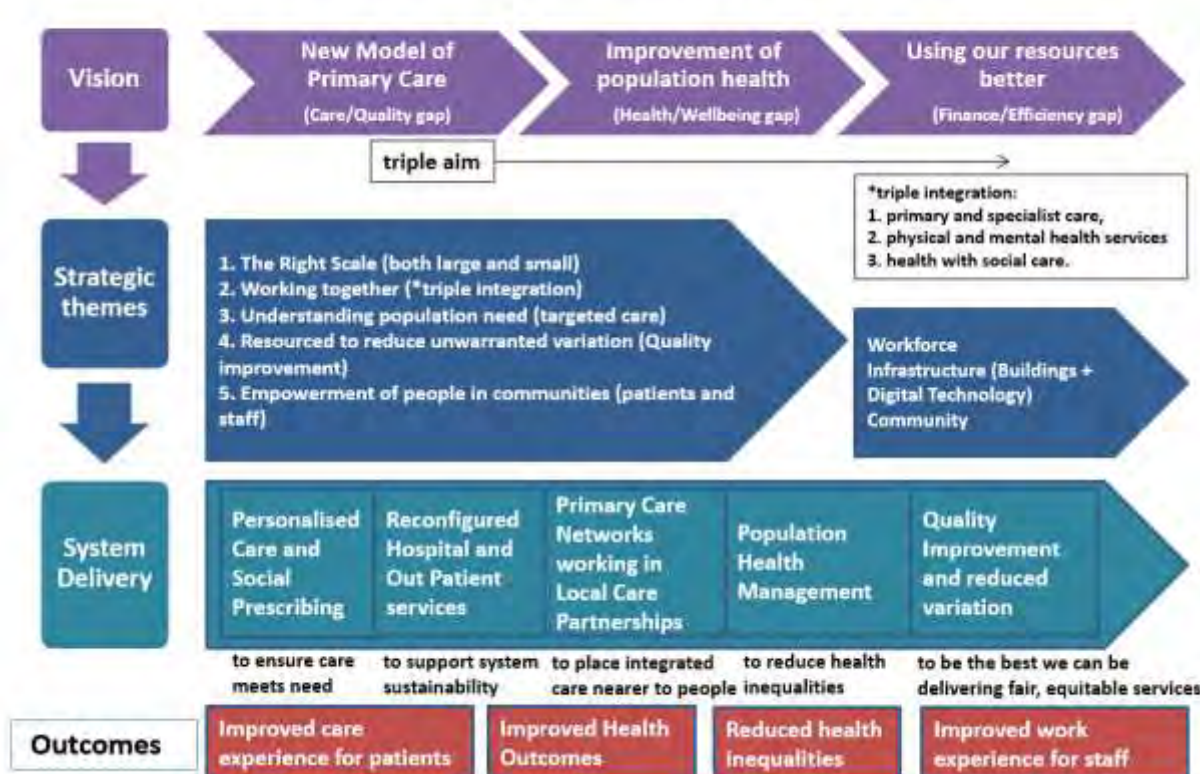 Vision
New Model of
Primary Care
(Care/Quality gap)
Improvement of
population health
(Health/Wellbeing gap)
Using our resources
better
(Finance/Efficiency gap)
triple aim
*triple integration:
1. primary and specialist care,
2. physical and mental health services
3. health with social care.
Strategic
themes
1. The Right Scale (both large and small)
2. Working together (*triple integration)
3. Understanding population need (targeted care)
4. Resourced to reduce unwarranted variation (Quality
improvement)
5. Empowerment of people in communities (patients and
staff)
Workforce
Infrastructure (Buildings +
Digital Technology)
Community
System
Delivery
Personalised
Care and
Social
Prescribing
Reconfigured
Hospital and
Out Patient
services
Primary Care
Networks
working in
Local Care
Partnerships
Population
Health
Management
Quality
Improvement
and reduced
variation
to ensure care
meets need
to support system
sustainability
to place integrated
care nearer to people
to reduce health
inequalities
to be the best we can be
delivering fair, equitable services
Outcomes
Improved care
experience for patients
Improved Health
Outcomes
Reduced health
Inequalities
Improved work
experience for staff